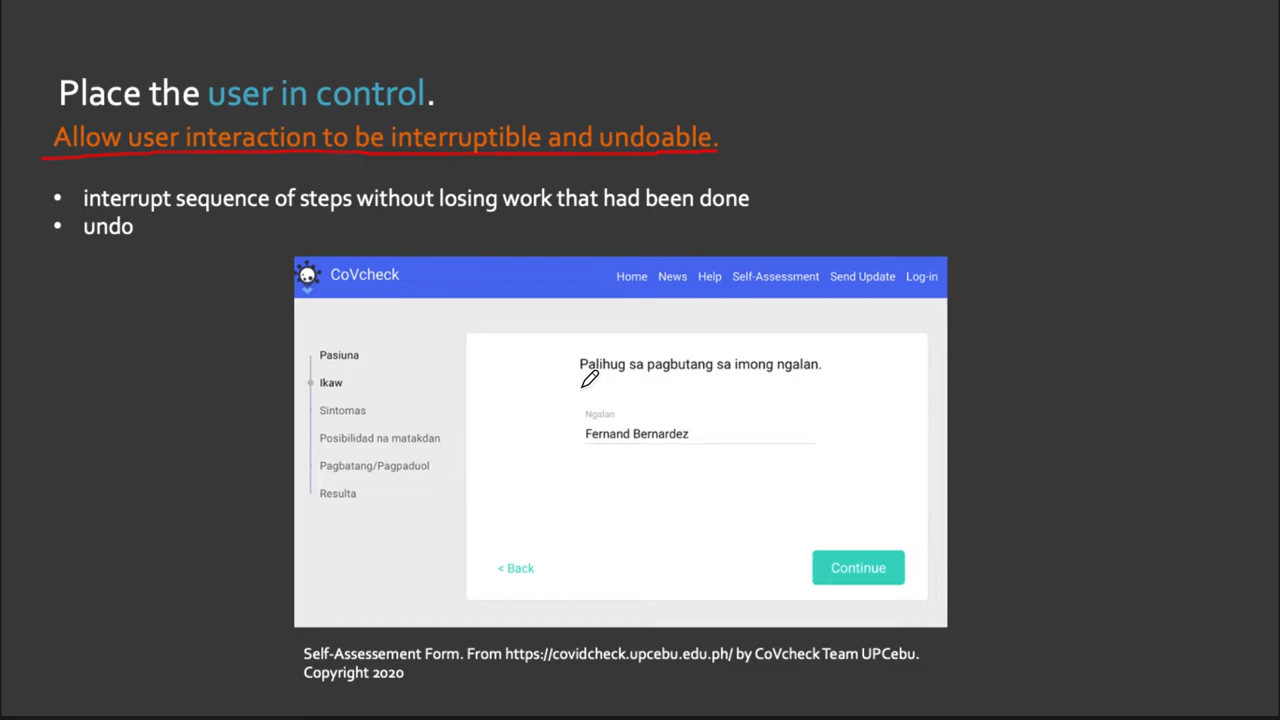 Place the user in control.
Allow user interaction to be interruptible and undoable.
• interrupt sequence of steps without losing work that had been done
• undo
CoVcheck
Home News Help Self-Assessment Send Update Log-in
Pasiuna
Ikaw
Sintomas
Posibilidad na matakdan
Pagbatang/Pagpaduol
Resulta
Palihug sa pagbutang sa imong ngalan.
Ngalan
Fernand Bernardez
< Back
Continue
Self-Assessement Form. From https://covidcheck.upcebu.edu.ph/ by CoVcheck Team UPCebu.
Copyright 2020